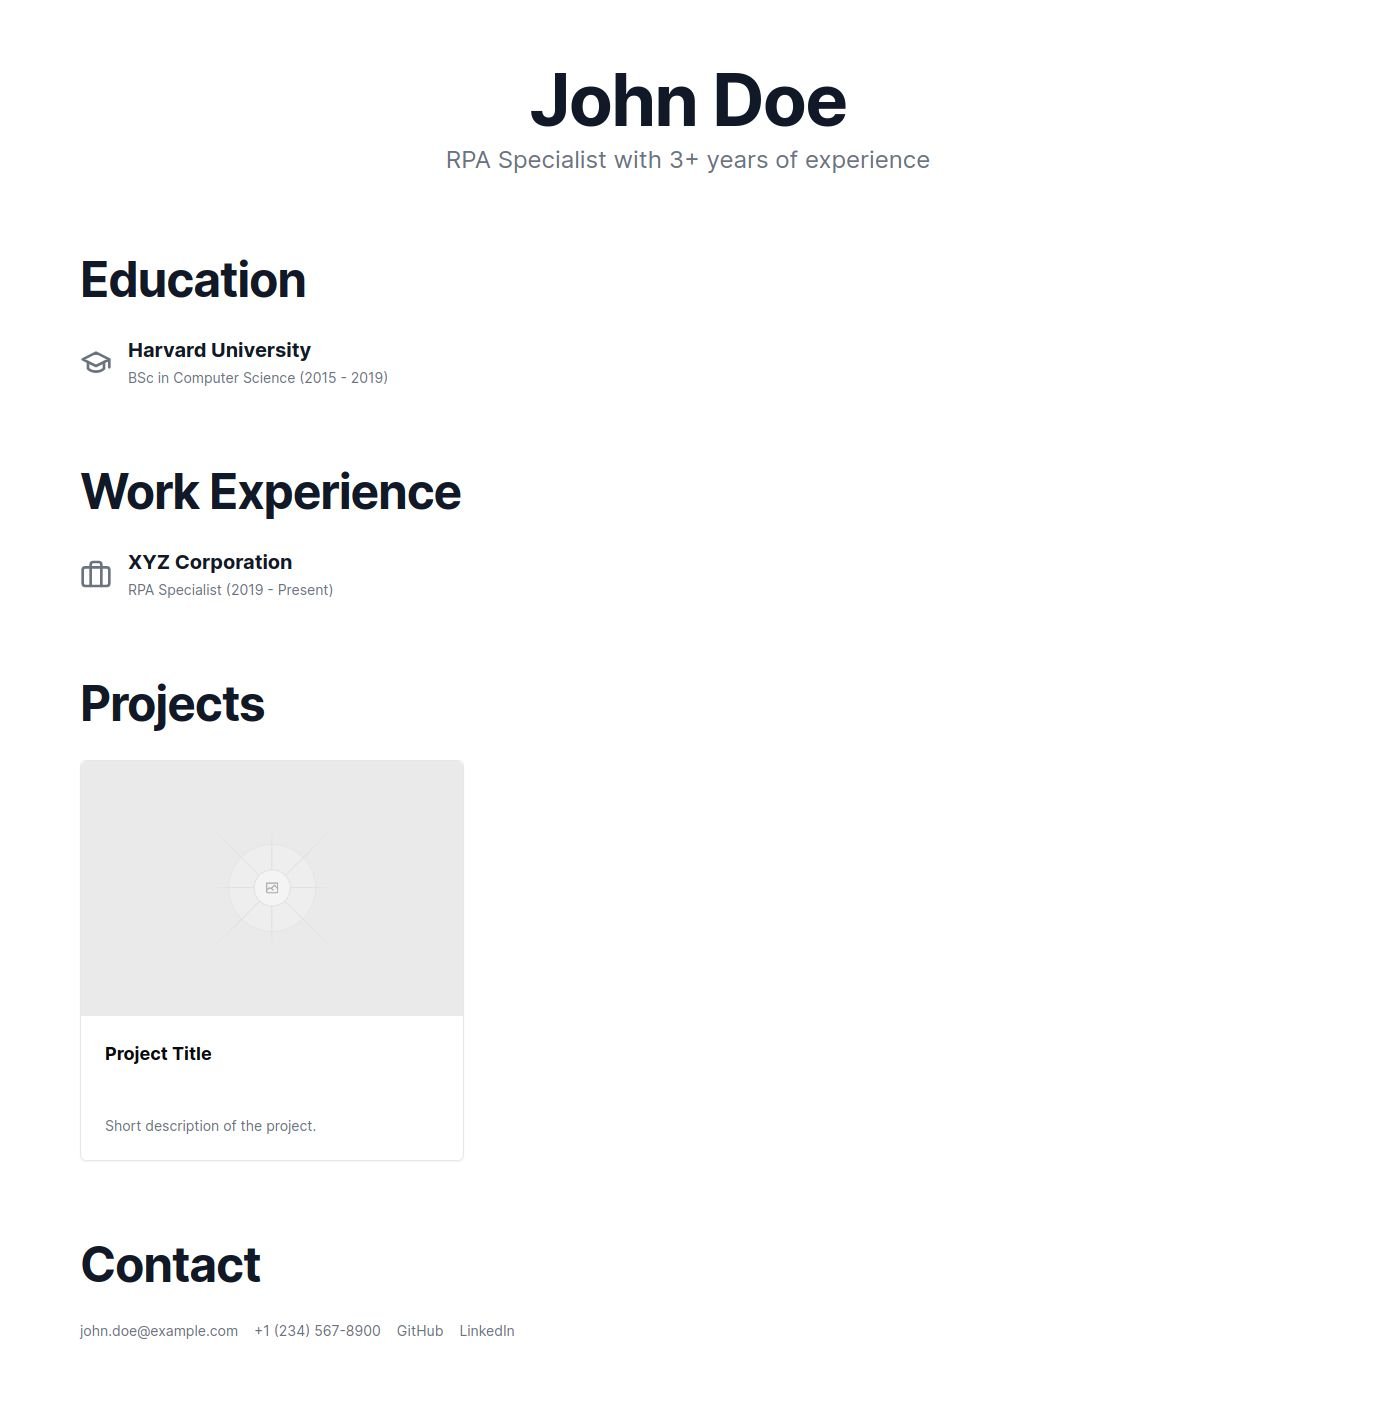 John Doe
RPA Specialist with 3+ years of experience
Education
Harvard University
BSc in Computer Science (2015 - 2019)
Work Experience
XYZ Corporation
RPA Specialist (2019 - Present)
Projects
Project Title
Short description of the project.
Contact
john.doe@example.com +1 (234) 567-8900 GitHub LinkedIn